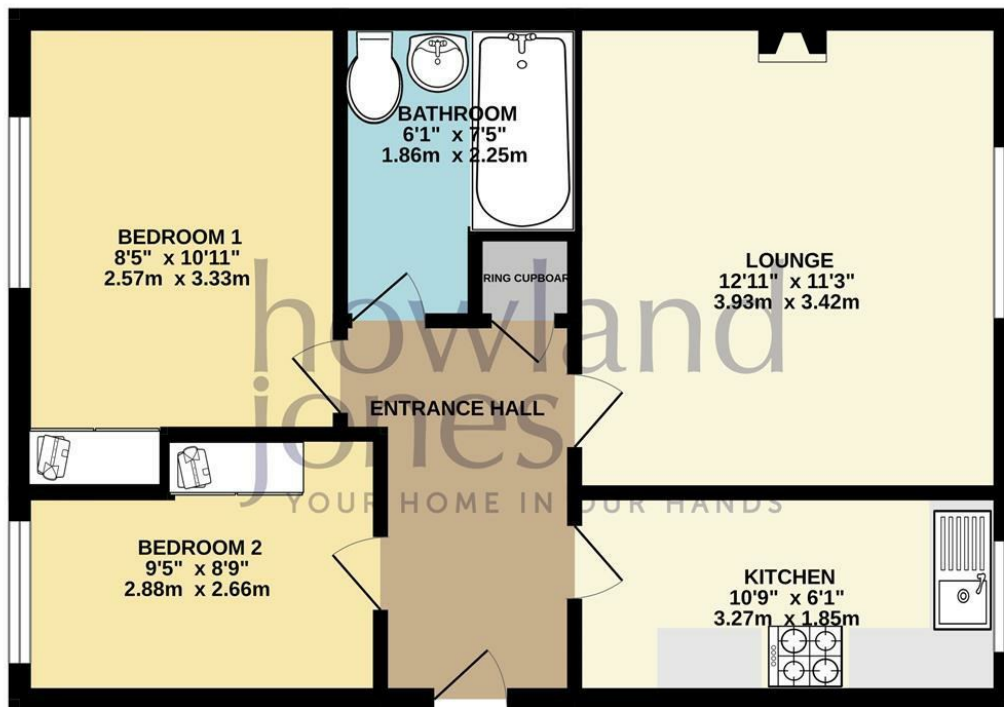 BATHROOM
6'1" x 7'5"
1.86m x 2.25m
BEDROOM 1
8'5" x 10'11"
2.57m x 3.33m
RING CUPBOAR
LOUNGE
12'11" x 11'3"
3.93m x 3.42m
howland
jones
ENTRANCE HALL
YOUR HOME IN OUR HANDS
BEDROOM 2
9'5" x 8'9"
2.88m x 2.66m
KITCHEN
10'9" x 6'1"
3.27m x 1.85m